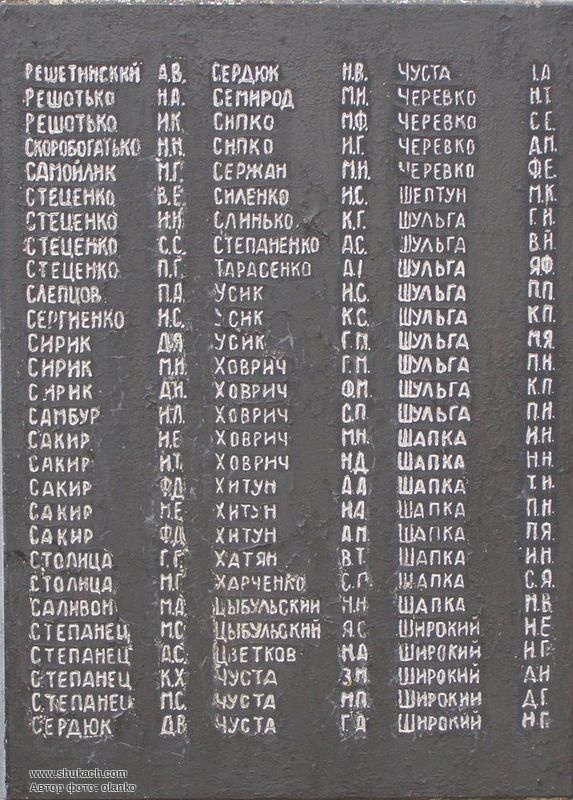 РЕШЕТИНСКИЙ А.В.
РЕШОТЬКО Н.А.
РЕШОТЬКО И.К.
СКОРОБОГАТЬКО Н.Н.
САМОЙЛИК М.Г.
СТЕЦЕНКО В.Е.
СТЕЦЕНКО И.И.
СТЕЦЕНКО С.С.
СТЕЦЕНКО П.Г.
СЛЕПЦОВ П.Д.
СЕРГИЕНКО И.С.
СИРИК Д.Я
СИРИК М.И.
СИРИК Д.И.
САМБУР И.Л.
САКИР И.Е
САКИР И.Т.
САКИР Ф.Д
САКИР М.Е
САКИР Ф.Д.
СТОЛИЦА Г.Г.
СТОЛИЦА М.Г.
САЛИВОН М.А.
СТЕПАНЕЦ М.С.
СТЕПАНЕЦ Д.С.
СТЕПАНЕЦ К.Х
СТЕПАНЕЦ П.С.
СЕРДЮК Д.В.
СЕРДЮК Н.В.
СЕМИРОД М.И.
СИПКО М.Ф.
СИПКО И.Г.
СЕРЖАН М.И.
СИЛЕНКО И.С.
СЛИНЬКО К.Г.
СТЕПАНЕНКО Д.С.
ТАРАСЕНКО Д.І
УСИК И.С.
УСИК К.С.
УСИК Г.П.
ХОВРИЧ Г.М.
ХОВРИЧ Ф.М.
ХОВРИЧ С.П.
ХОВРИЧ М.Н.
ХОВРИЧ Н.Д.
ХИТУН Д.А
ХИТУН И.Д
ХИТУН А.Н.
ХАТЯН В.Т.
ХАРЧЕНКО С.Г.
ЦЫБУЛЬСКИЙ Н.Н.
ЦЫБУЛЬСКИЙ Я.С
ЦВЕТКОВ Н.А.
ЧУСТА З.И.
ЧУСТА М.П.
ЧУСТА Г.А
ЧУСТА І.А
ЧЕРЕВКО Н.Т.
ЧЕРЕВКО С.Е.
ЧЕРЕВКО Д.П.
ЧЕРЕВКО Ф.Е.
ШЕПТУН М.К.
ШУЛЬГА Г.И.
ШУЛЬГА В.Й
ШУЛЬГА Я.Ф.
ШУЛЬГА П.П.
ШУЛЬГА К.П.
ШУЛЬГА М.Я.
ШУЛЬГА П.Н.
ШУЛЬГА К.П.
ШУЛЬГА П.И.
ШАПКА И.Н.
ШАПКА Н.Н.
ШАПКА Т.И.
ШАПКА П.Н.
ШАПКА П.Я.
ШАПКА И.Н.
ШАПКА С.Я.
ШАПКА М.В.
ШИРОКИЙ И.Е
ШИРОКИЙ И.Г.
ШИРОКИЙ Д.И
ШИРОКИЙ Д.Г.
ШИРОКИЙ Н.Г.
www.shukach.com
Автор фото: olanko